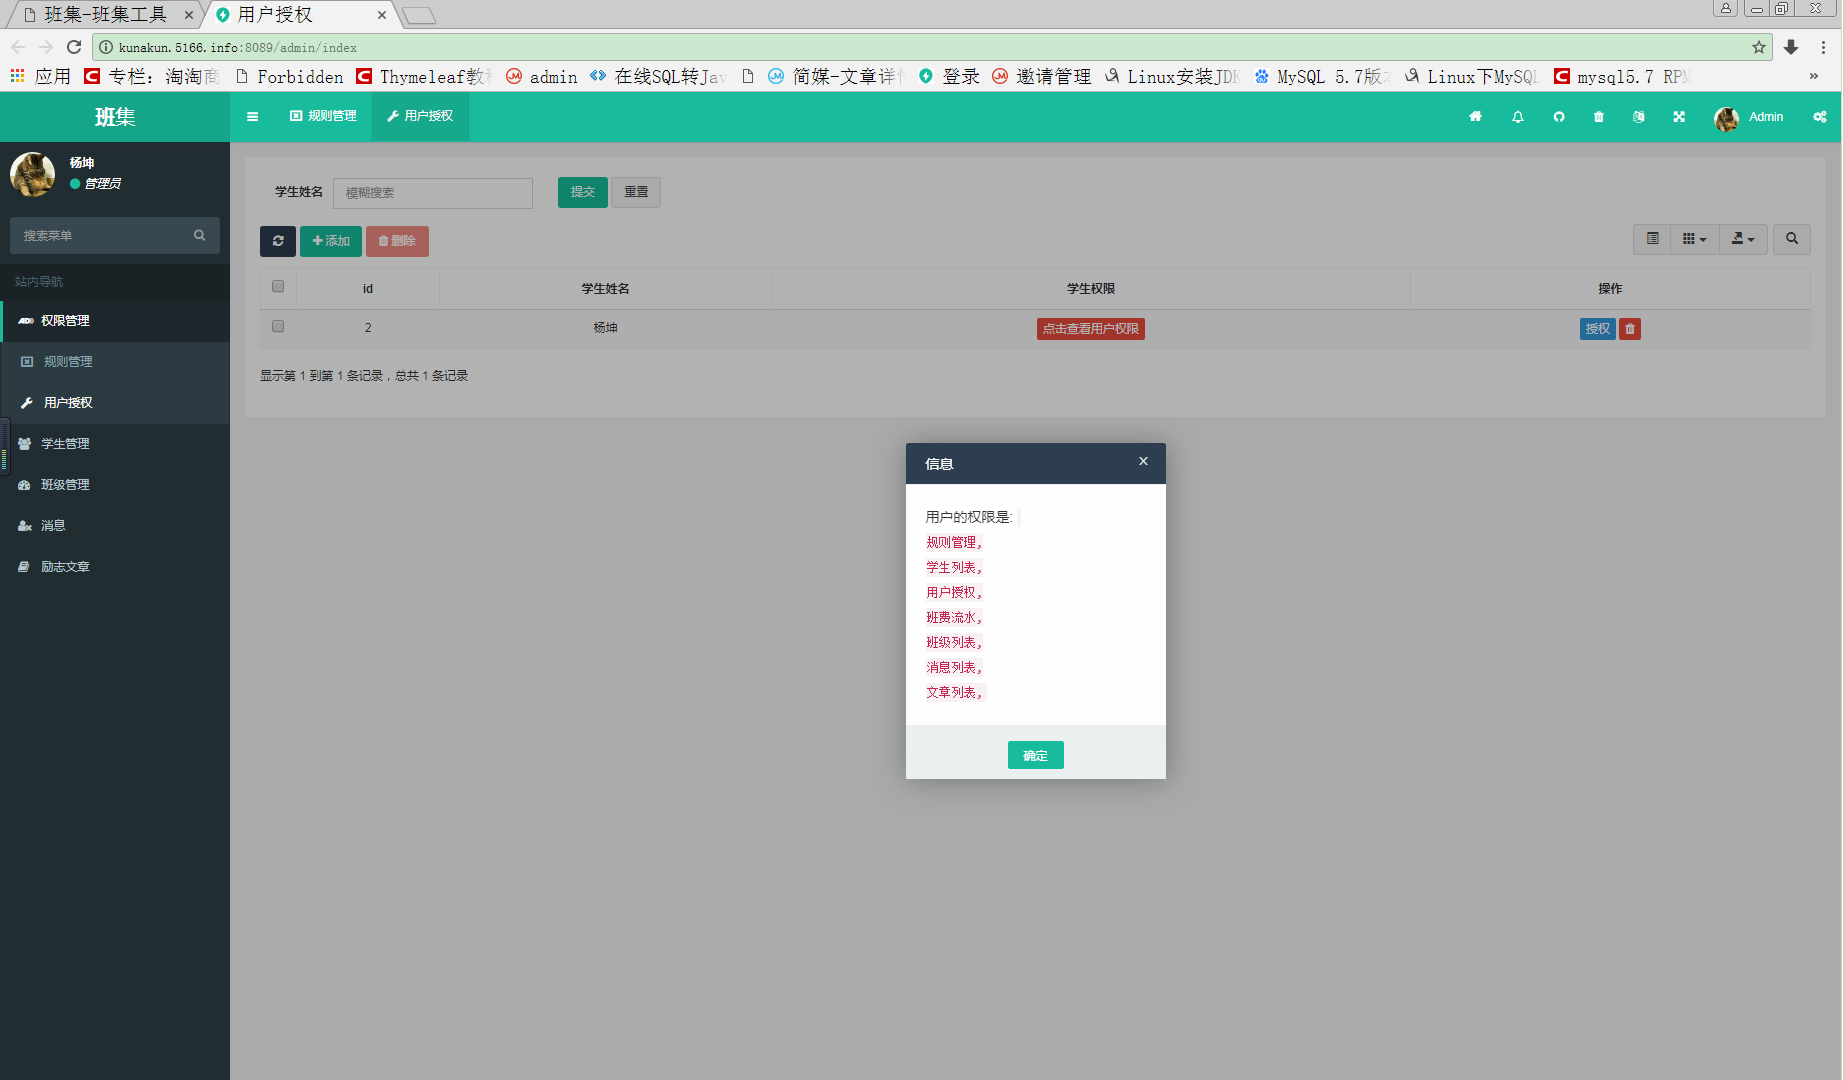 班集-班集工具
用户授权
kunakun.5166.info:8089/admin/index
应用
专栏: 淘淘商
Forbidden
Thymeleaf教程
admin
在线SQL转Jav
简媒-文章详情
登录
邀请管理
Linux安装JDK
MySQL 5.7版本
Linux下MySQL
mysql5.7 RPM
»
班集
规则管理
用户授权
Admin
杨坤
管理员
搜索菜单
站内导航
权限管理
规则管理
用户授权
学生管理
班级管理
消息
励志文章
学生姓名
模糊搜索
提交
重置
添加
删除
id
学生姓名
学生权限
操作
2
杨坤
点击查看用户权限
授权
显示第 1 到第 1 条记录，总共 1 条记录
信息
用户的权限是:
规则管理,
学生列表,
用户授权,
班费流水,
班级列表,
消息列表,
文章列表,
确定